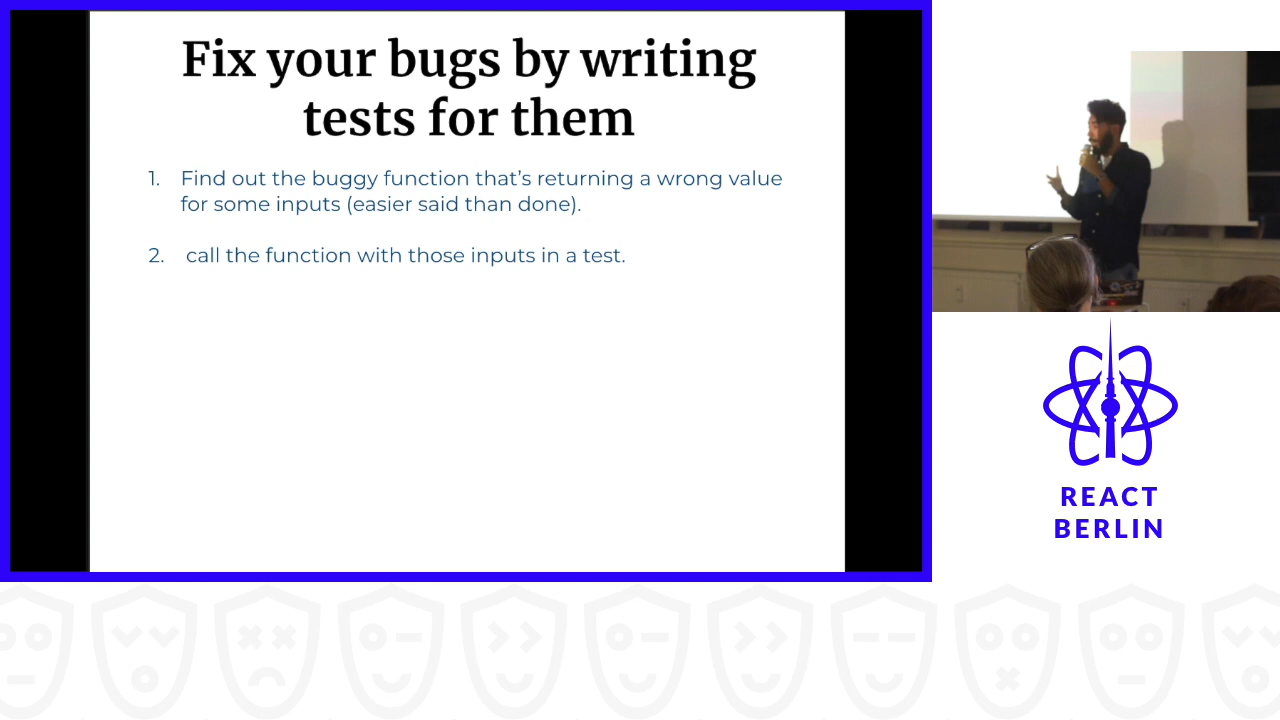 Fix your bugs by writing
tests for them
1. Find out the buggy function that's returning a wrong value
for some inputs (easier said than done).
2. call the function with those inputs in a test.
REACT
BERLIN